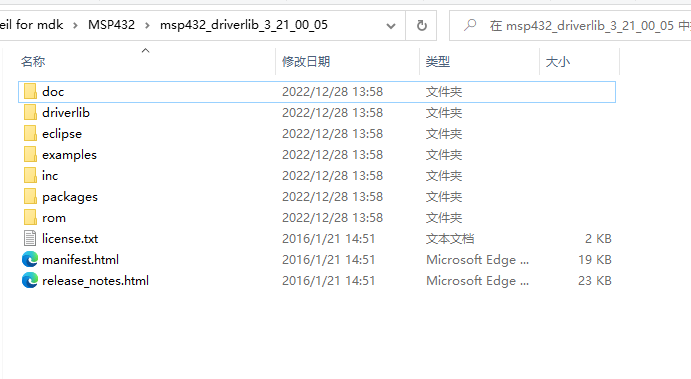 eil for mdk > MSP432 > msp432_driverlib_3_21_00_05
在 msp432_driverlib_3_21_00_05 中
名称 修改日期 类型 大小
doc 2022/12/28 13:58 文件夹
driverlib 2022/12/28 13:58 文件夹
eclipse 2022/12/28 13:58 文件夹
examples 2022/12/28 13:58 文件夹
inc 2022/12/28 13:58 文件夹
packages 2022/12/28 13:58 文件夹
rom 2022/12/28 13:58 文件夹
license.txt 2016/1/21 14:51 文本文档 2 KB
manifest.html 2016/1/21 14:51 Microsoft Edge ... 19 KB
release_notes.html 2016/1/21 14:51 Microsoft Edge ... 23 KB